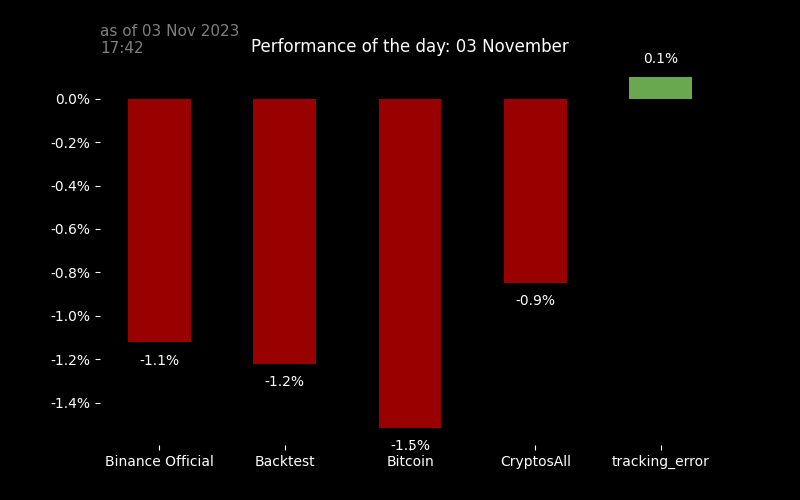 as of 03 Nov 2023
17:42
Performance of the day: 03 November
0.1%
0.0%
-0.2%
-0.4%
-0.6%
-0.8%
-1.0%
-1.2%
-1.4%
-1.1%
-1.2%
-1.5%
-0.9%
Binance Official
Backtest
Bitcoin
CryptosAll
tracking_error